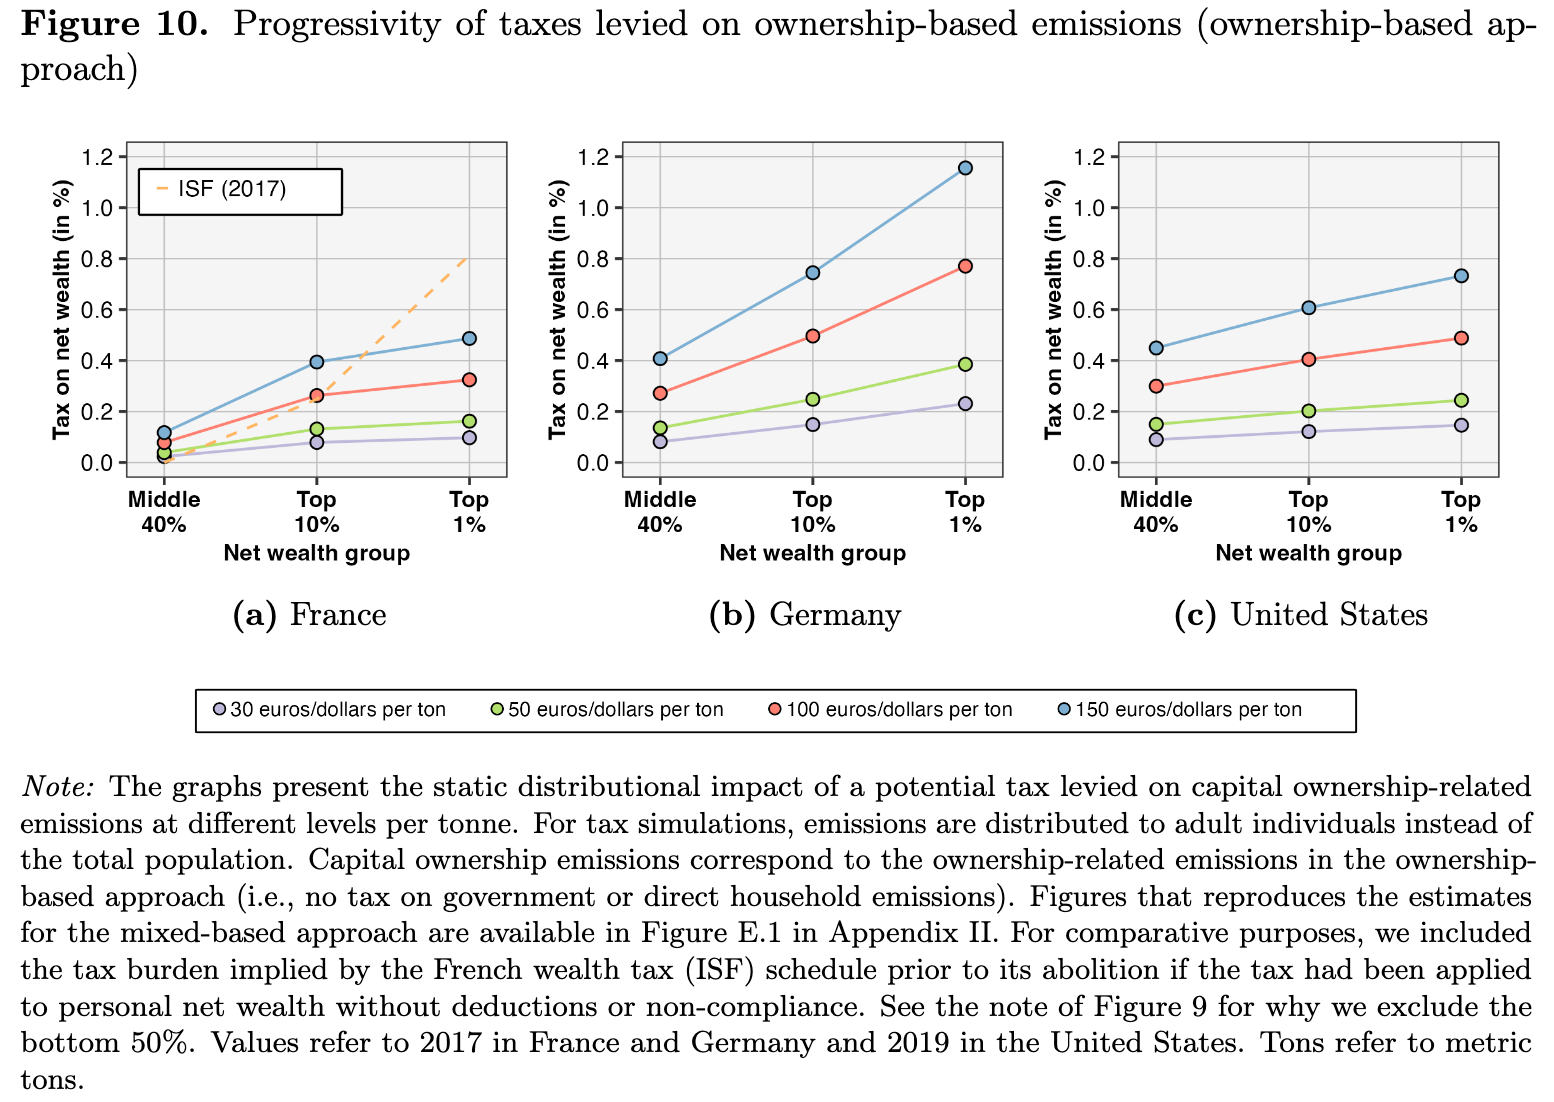 Figure 10. Progressivity of taxes levied on ownership-based emissions (ownership-based ap-
proach)
ISF (2017)
Tax on net wealth (in %)
1.2
1.0
0.8
0.6
0.4
0.2
0.0
Middle 40%
Top 10%
Top 1%
Net wealth group
(a) France
Tax on net wealth (in %)
1.2
1.0
0.8
0.6
0.4
0.2
0.0
Middle 40%
Top 10%
Top 1%
Net wealth group
(b) Germany
Tax on net wealth (in %)
1.2
1.0
0.8
0.6
0.4
0.2
0.0
Middle 40%
Top 10%
Top 1%
Net wealth group
(c) United States
30 euros/dollars per ton 50 euros/dollars per ton 100 euros/dollars per ton 150 euros/dollars per ton
Note: The graphs present the static distributional impact of a potential tax levied on capital ownership-related
emissions at different levels per tonne. For tax simulations, emissions are distributed to adult individuals instead of
the total population. Capital ownership emissions correspond to the ownership-related emissions in the ownership-
based approach (i.e., no tax on government or direct household emissions). Figures that reproduces the estimates
for the mixed-based approach are available in Figure E.1 in Appendix II. For comparative purposes, we included
the tax burden implied by the French wealth tax (ISF) schedule prior to its abolition if the tax had been applied
to personal net wealth without deductions or non-compliance. See the note of Figure 9 for why we exclude the
bottom 50%. Values refer to 2017 in France and Germany and 2019 in the United States. Tons refer to metric
tons.